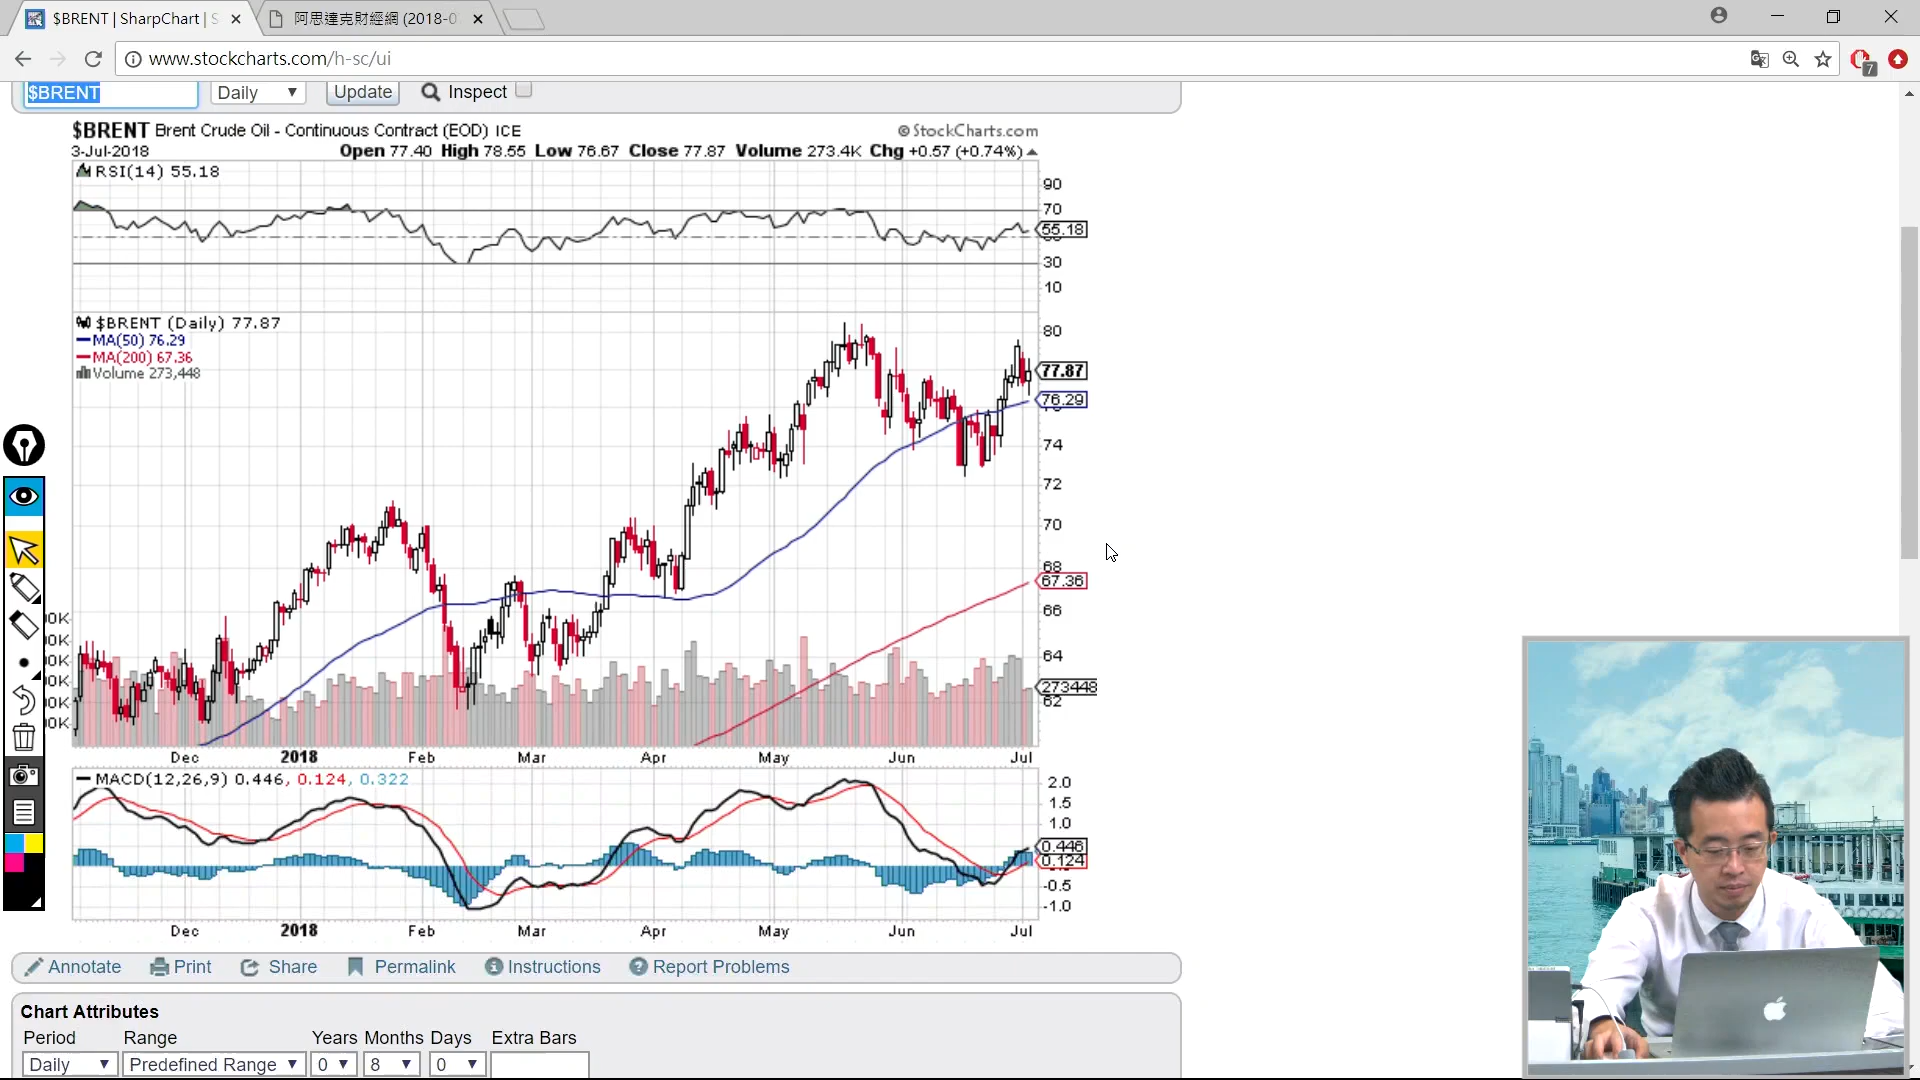 $BRENT | SharpChart | S
阿思達克財經網 (2018-0
www.stockcharts.com/h-sc/ui
7
$BRENT Daily Update Inspect
$BRENT Brent Crude Oil - Continuous Contract (EOD) ICE © StockCharts.com
3-Jul-2018 Open 77.40 High 78.55 Low 76.67 Close 77.87 Volume 273.4K Chg +0.57 (+0.74%)
RSI(14) 55.18
90
70
55.18
30
10
$BRENT (Daily) 77.87
MA(50) 76.29
MA(200) 67.36
Volume 273,448
80
77.87
76.29
74
72
70
68
67.36
66
64
273448
62
0K
0K
0K
0K
0K
0K
Dec 2018 Feb Mar Apr May Jun Jul
MACD(12,26,9) 0.446, 0.124, 0.322
2.0
1.5
1.0
0.446
0.124
-0.5
-1.0
Dec 2018 Feb Mar Apr May Jun Jul
Annotate Print Share Permalink Instructions Report Problems
Chart Attributes
Period Range Years Months Days Extra Bars
Daily Predefined Range 0 8 0